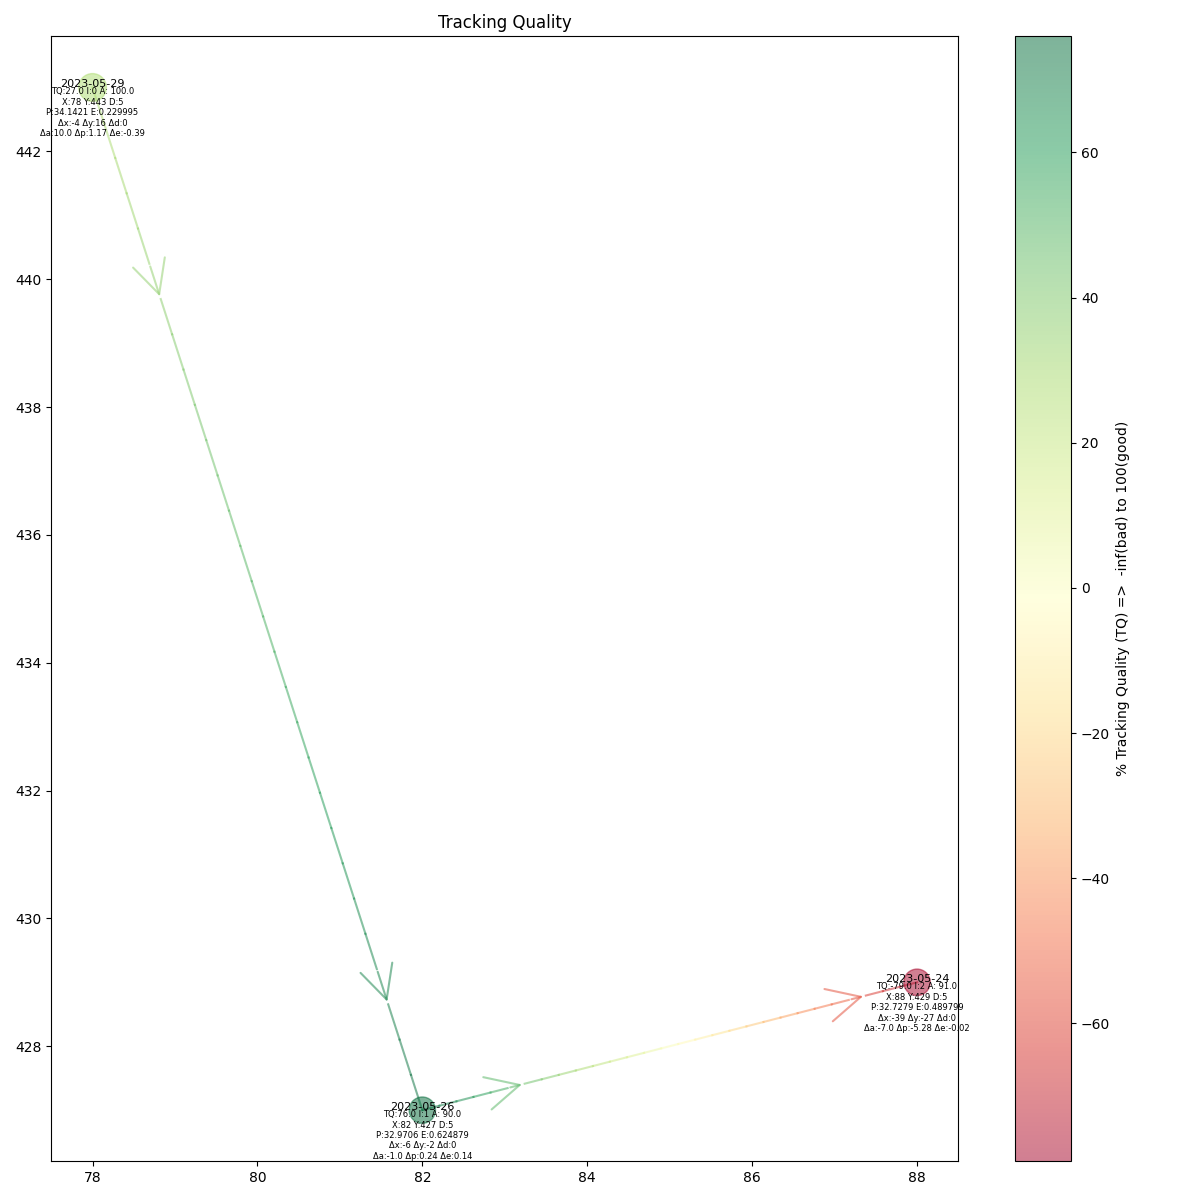 Tracking Quality
2023-05-29
TQ:27.0 I:0 A: 100.0
X:78 Y:443 D:5
P:34.1421 E:0.229995
Δx:-4 Δy:16 Δd:0
Δa:10.0 Δp:1.17 Δe:-0.39
442
440
438
436
434
432
430
428
2023-05-24
TQ:-79.0 I:2 A: 91.0
X:88 Y:429 D:5
P:32.7279 E:0.489799
Δx:-39 Δy:-27 Δd:0
Δa:-7.0 Δp:-5.28 Δe:-0.02
2023-05-26
TQ:76.0 I:1 A: 90.0
X:82 Y:427 D:5
P:32.9706 E:0.624879
Δx:-6 Δy:-2 Δd:0
Δa:-1.0 Δp:0.24 Δe:0.14
78 80 82 84 86 88
60
40
20
0
−20
−40
−60
% Tracking Quality (TQ) => -inf(bad) to 100(good)